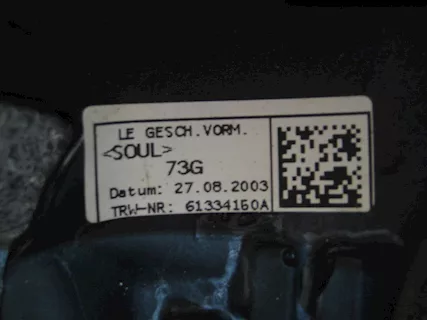 LE GESCH.VORM.
<SOUL>
73G
Datum: 27.08.2003
TRW-NR: 61334160A